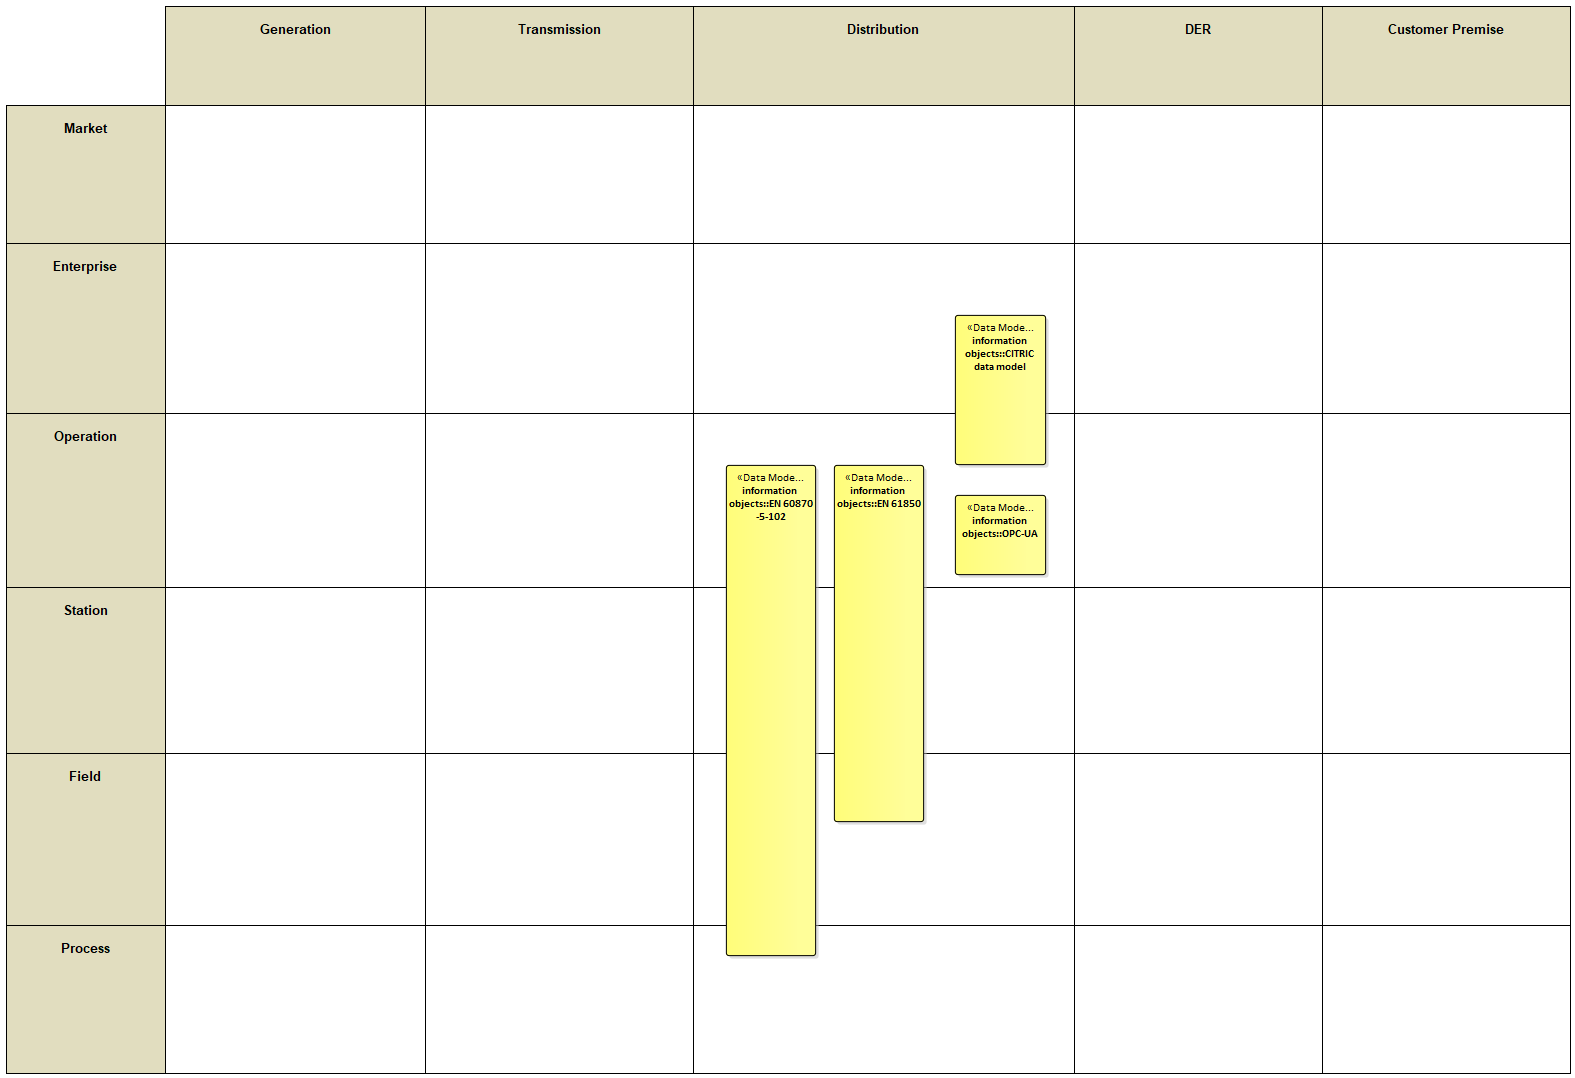 Generation
Transmission
Distribution
DER
Customer Premise
Market
Enterprise
«Data Mode...
information
objects::CITRIC
data model
Operation
«Data Mode...
information
objects::EN 60870
-5-102
«Data Mode...
information
objects::EN 61850
«Data Mode...
information
objects::OPC-UA
Station
Field
Process